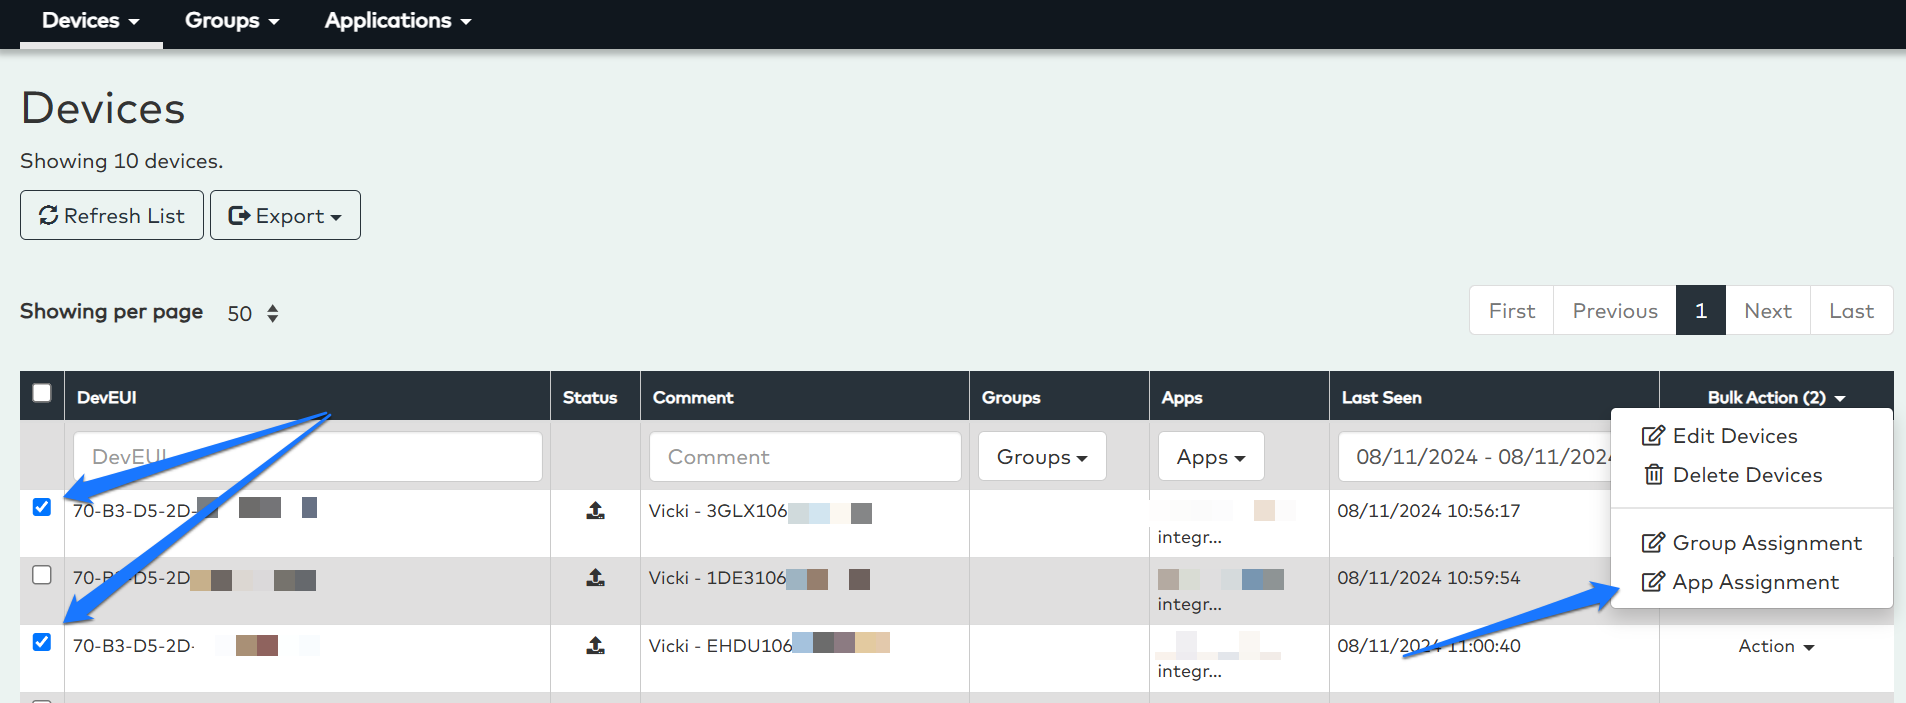 Devices Groups Applications
Devices
Showing 10 devices.
Refresh List Export
Showing per page 50 First Previous 1 Next Last
DevEUI Status Comment Groups Apps Last Seen Bulk Action (2)
DevEUI Comment Groups Apps 08/11/2024 - 08/11/2024
Edit Devices
Delete Devices
Group Assignment
App Assignment
70-B3-D5-2D- Vicki - 3GLX106 08/11/2024 10:56:17
integr...
70-B3-D5-2D Vicki - 1DE3106 08/11/2024 10:59:54
integr...
70-B3-D5-2D- Vicki - EHDU106 08/11/2024 11:00:40 Action
integr...